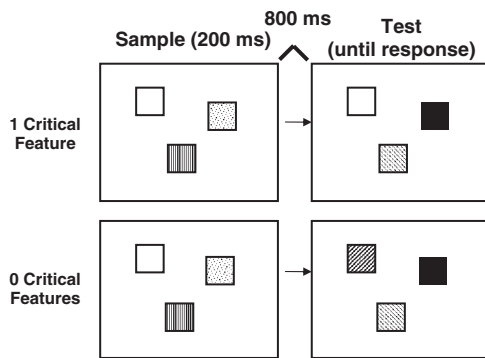 800 ms
Sample (200 ms)
Test
(until response)
1 Critical
Feature
0 Critical
Features